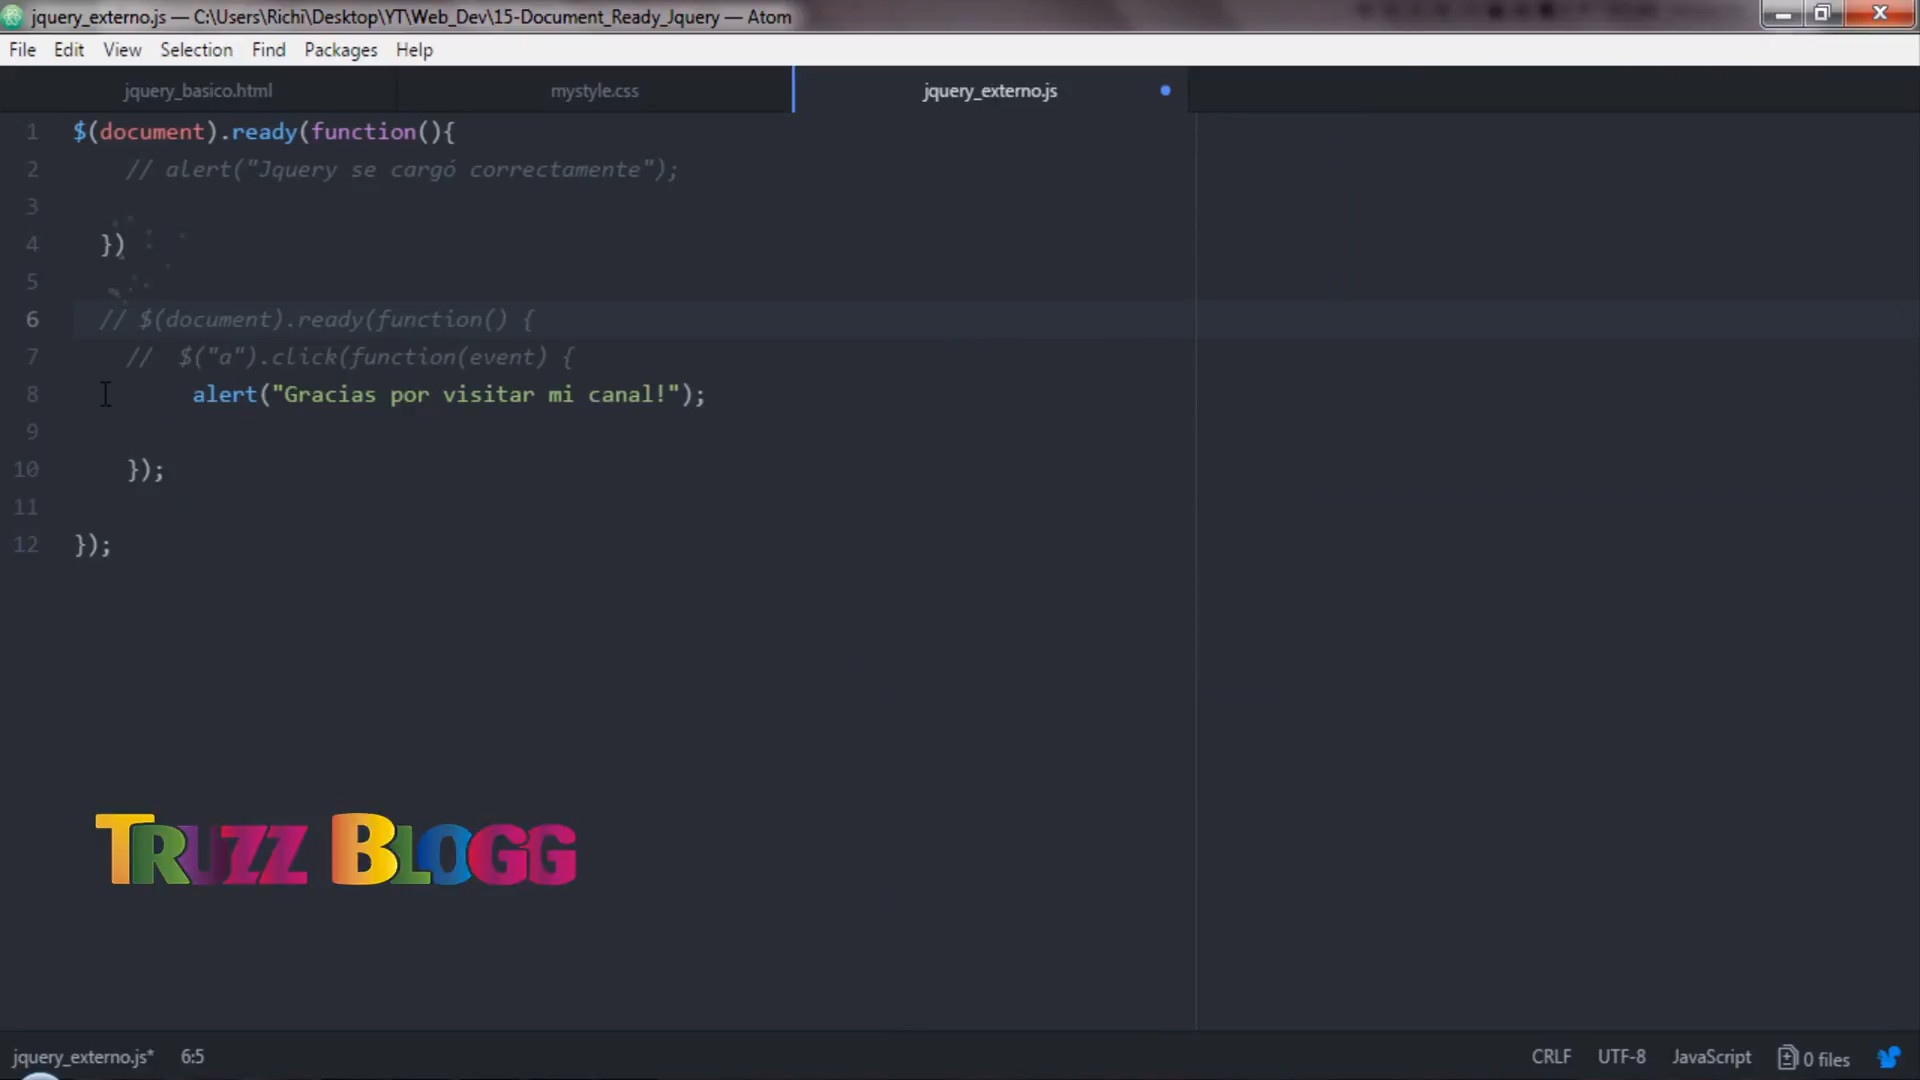 jquery_externo.js — C:\Users\Richi\Desktop\YT\Web_Dev\15-Document_Ready_Jquery — Atom
File Edit View Selection Find Packages Help
jquery_basico.html mystyle.css jquery_externo.js
1 $(document).ready(function(){
2 // alert("Jquery se cargó correctamente");
3
4 })
5
6 // $(document).ready(function() {
7 // $("a").click(function(event) {
8 alert("Gracias por visitar mi canal!");
9
10 });
11
12 });
TRUZZ BLOGG
jquery_externo.js* 6:5 CRLF UTF-8 JavaScript 0 files